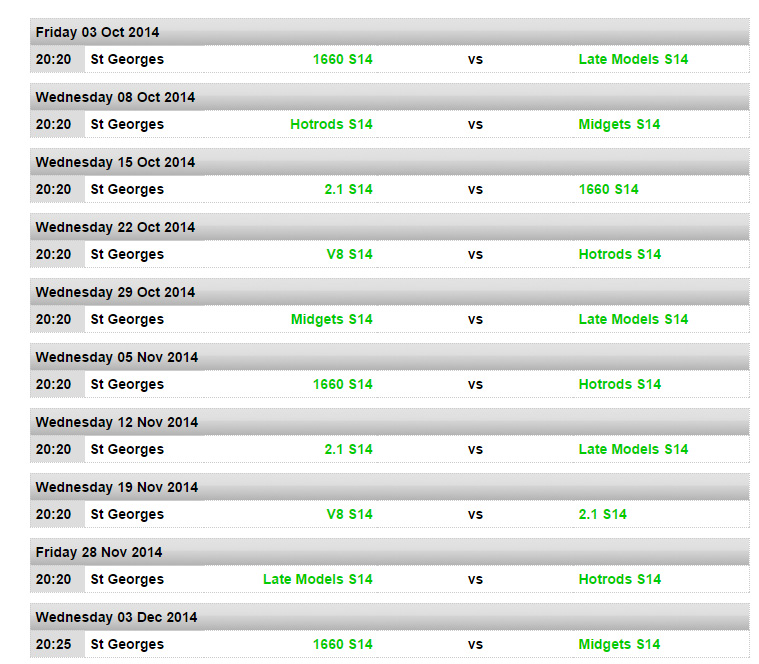 Friday 03 Oct 2014
20:20 St Georges 1660 S14 vs Late Models S14
Wednesday 08 Oct 2014
20:20 St Georges Hotrods S14 vs Midgets S14
Wednesday 15 Oct 2014
20:20 St Georges 2.1 S14 vs 1660 S14
Wednesday 22 Oct 2014
20:20 St Georges V8 S14 vs Hotrods S14
Wednesday 29 Oct 2014
20:20 St Georges Midgets S14 vs Late Models S14
Wednesday 05 Nov 2014
20:20 St Georges 1660 S14 vs Hotrods S14
Wednesday 12 Nov 2014
20:20 St Georges 2.1 S14 vs Late Models S14
Wednesday 19 Nov 2014
20:20 St Georges V8 S14 vs 2.1 S14
Friday 28 Nov 2014
20:20 St Georges Late Models S14 vs Hotrods S14
Wednesday 03 Dec 2014
20:25 St Georges 1660 S14 vs Midgets S14